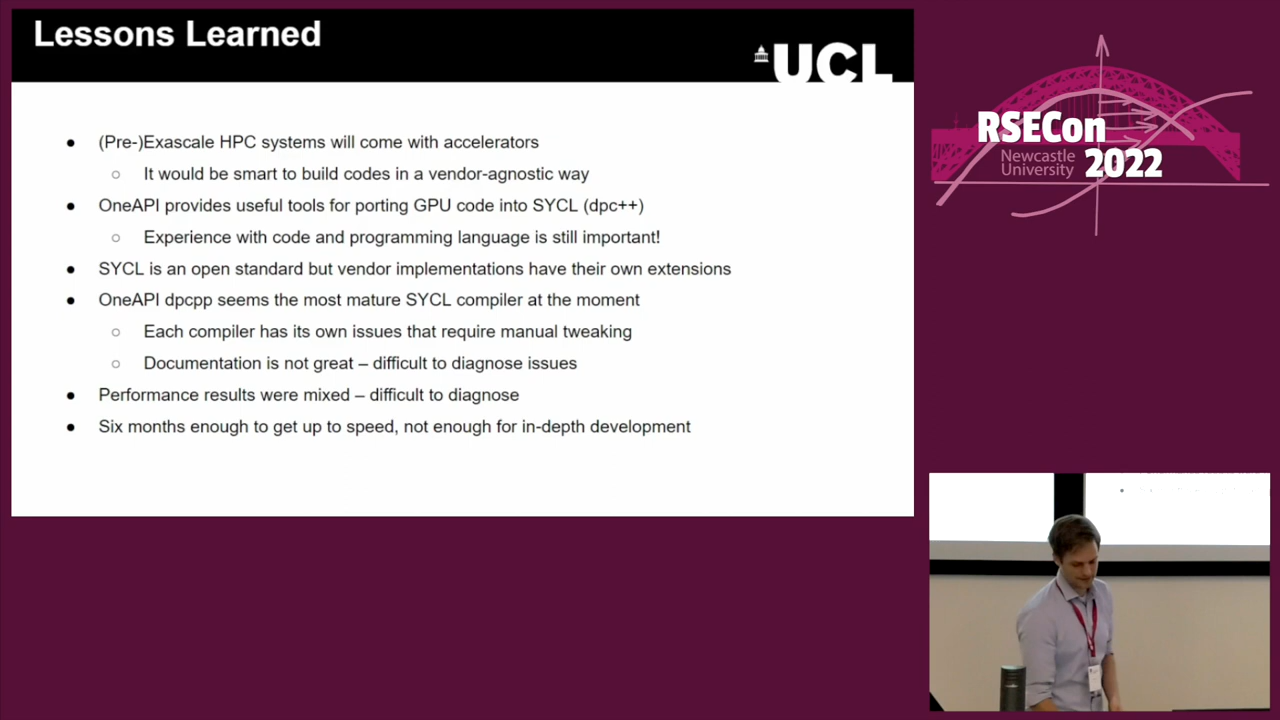 Lessons Learned
UCL
(Pre-)Exascale HPC systems will come with accelerators
It would be smart to build codes in a vendor-agnostic way
OneAPI provides useful tools for porting GPU code into SYCL (dpc++)
Experience with code and programming language is still important!
SYCL is an open standard but vendor implementations have their own extensions
OneAPI dpcpp seems the most mature SYCL compiler at the moment
Each compiler has its own issues that require manual tweaking
Documentation is not great – difficult to diagnose issues
Performance results were mixed – difficult to diagnose
Six months enough to get up to speed, not enough for in-depth development
RSECon
Newcastle
University 2022